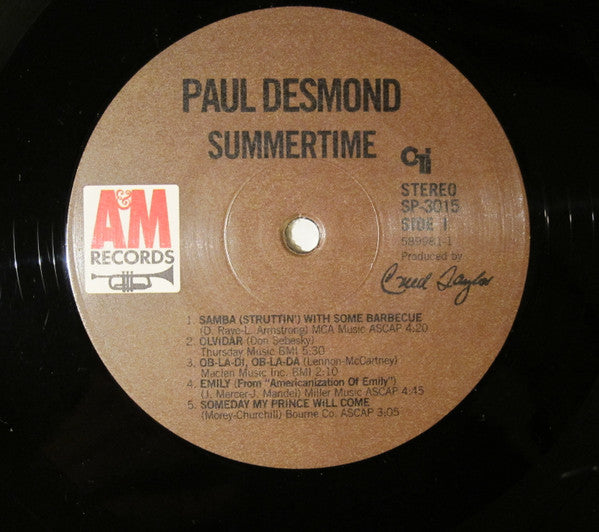 PAUL DESMOND
SUMMERTIME
CTi
STEREO
SP-3015
SIDE 1
589981-1
Produced by
Creed Taylor
A&M
RECORDS
1. SAMBA (STRUTTIN') WITH SOME BARBECUE
(D. Raye-L. Armstrong) MCA Music ASCAP 4:20
2. OLVIDAR (Don Sebesky)
Thursday Music BMI 5:30
3. OB-LA-DI, OB-LA-DA (Lennon-McCartney)
Maclen Music Inc. BMI 2:10
4. EMILY (From "Americanization Of Emily")
(J. Mercer-J. Mandel) Miller Music ASCAP 4:45
5. SOMEDAY MY PRINCE WILL COME
(Morey-Churchill) Bourne Co. ASCAP 3:05